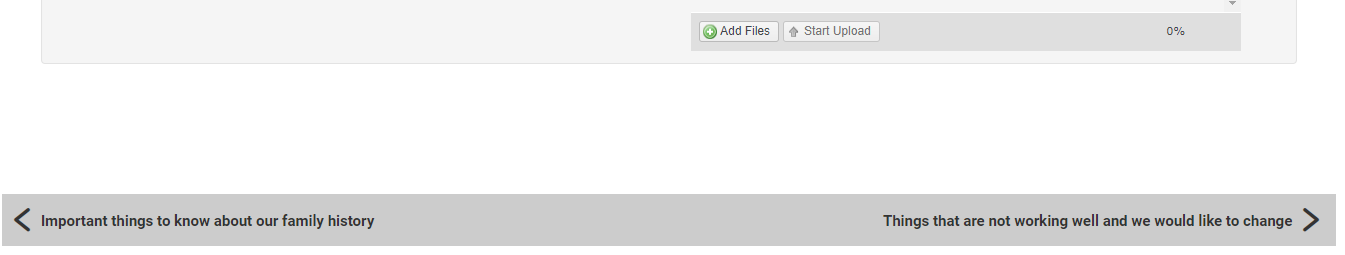 Add Files Start Upload 0%
Important things to know about our family history Things that are not working well and we would like to change